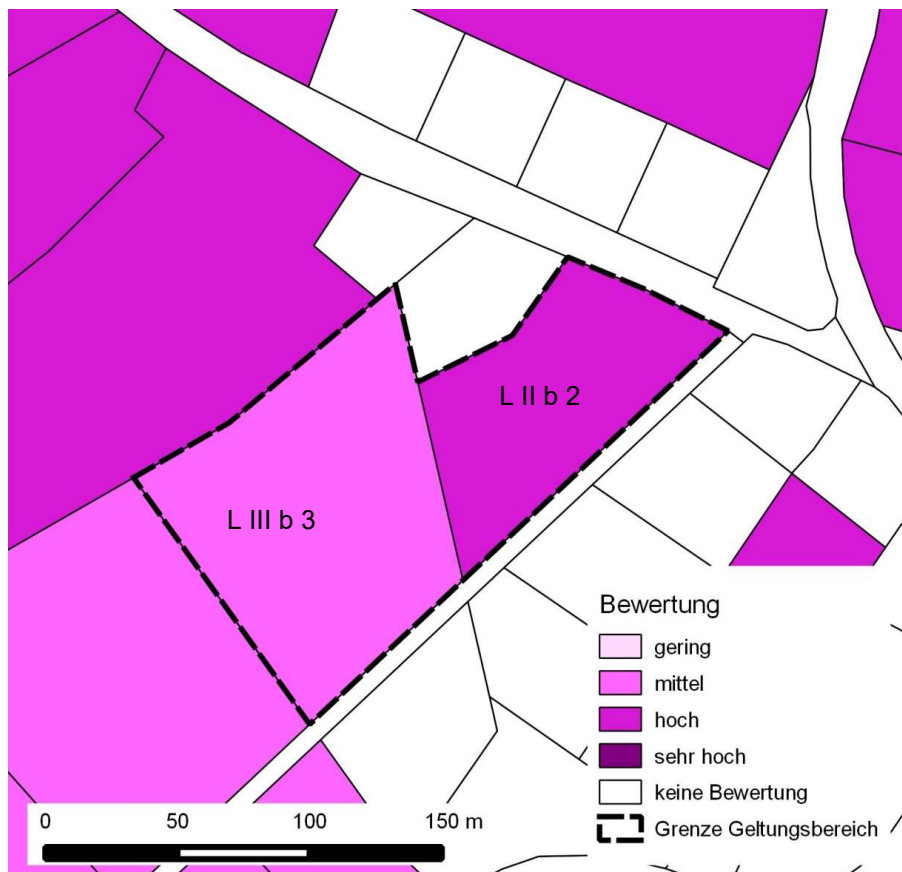 L II b 2
L III b 3
Bewertung
gering
mittel
hoch
sehr hoch
keine Bewertung
Grenze Geltungsbereich
0 50 100 150 m